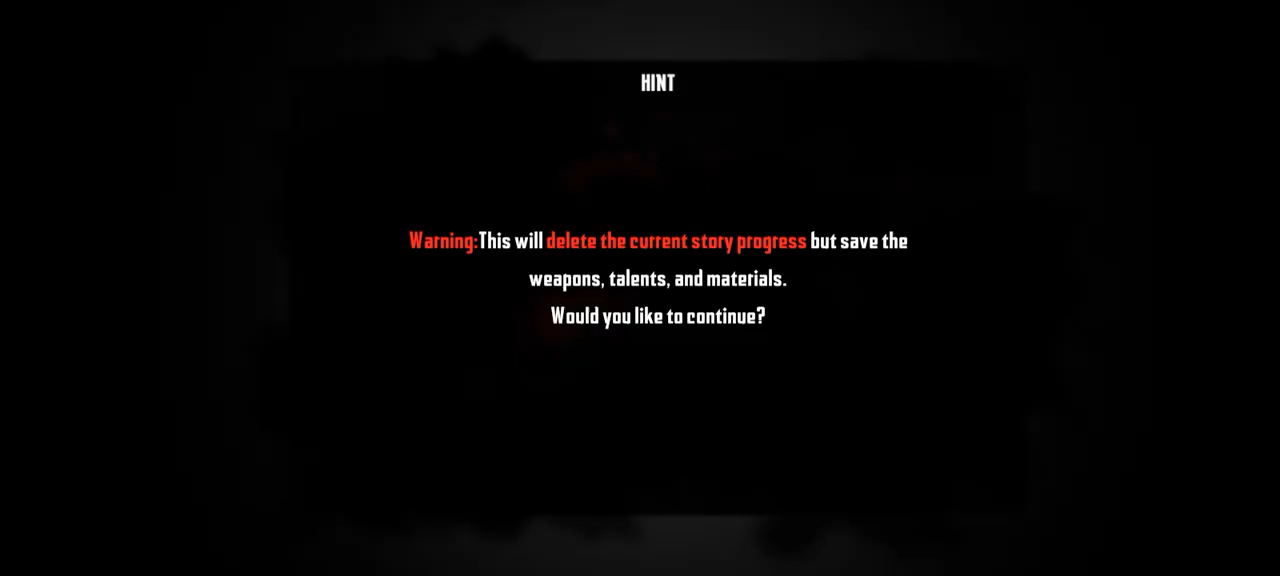 HINT
Warning:This will delete the current story progress but save the
weapons, talents, and materials.
Would you like to continue?